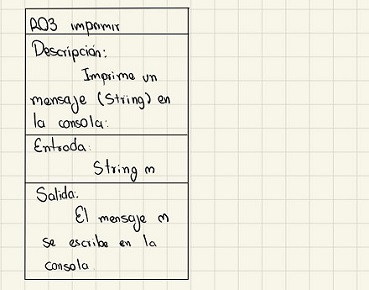 R03 imprimir
Descripción:
Imprime un
mensaje (String) en
la consola:
Entrada:
String m
Salida:
El mensaje m
se escribe en la
consola